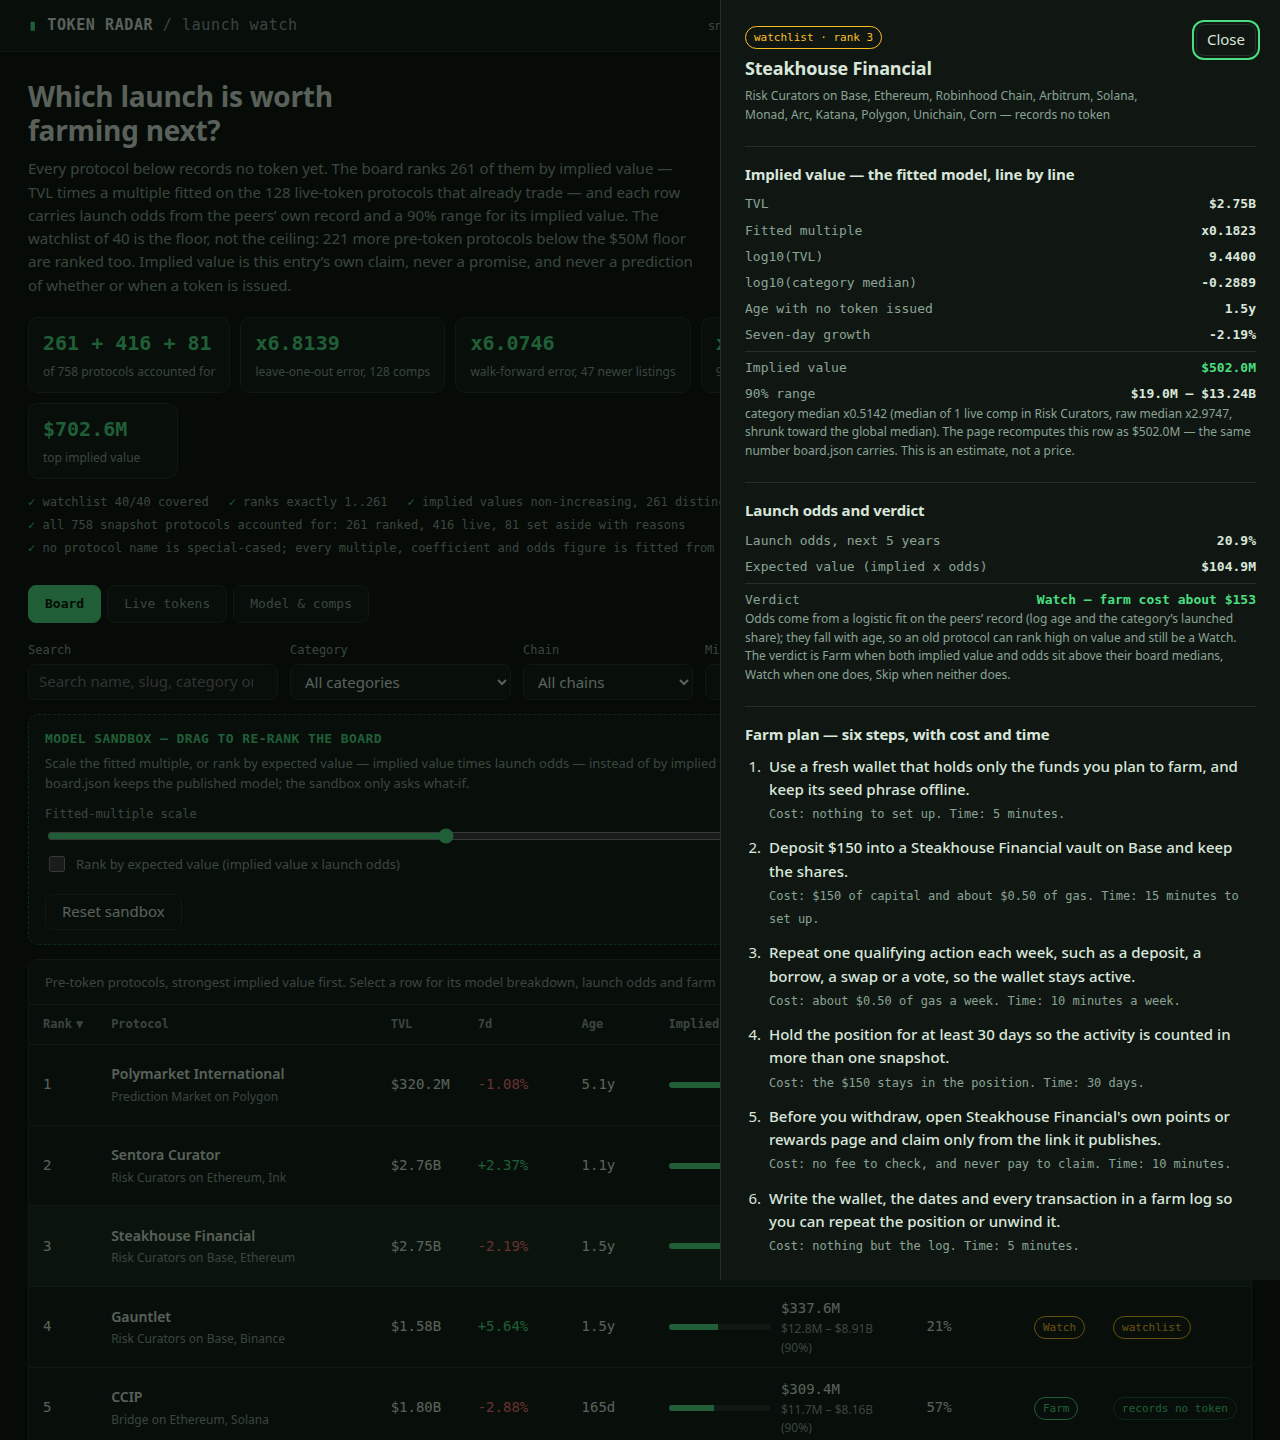 TOKEN RADAR / launch watch
Which launch is worth
farming next?
Every protocol below records no token yet. The board ranks 261 of them by implied value —
TVL times a multiple fitted on the 128 live-token protocols that already trade — and each row
carries launch odds from the peers’ own record and a 90% range for its implied value. The
watchlist of 40 is the floor, not the ceiling: 221 more pre-token protocols below the $50M floor
are ranked too. Implied value is this entry’s own claim, never a promise, and never a prediction
of whether or when a token is issued.
261 + 416 + 81
of 758 protocols accounted for
x6.8139
leave-one-out error, 128 comps
x6.0746
walk-forward error, 47 newer listings
$702.6M
top implied value
✓ watchlist 40/40 covered ✓ ranks exactly 1..261 ✓ implied values non-increasing, 261
✓ all 758 snapshot protocols accounted for: 261 ranked, 416 live, 81 set aside with reasons
✓ no protocol name is special-cased; every multiple, coefficient and odds figure is fitted from
Board
Live tokens
Model & comps
Search
Category
Chain
Search name, slug, category
All categories
All chains
MODEL SANDBOX — DRAG TO RE-RANK THE BOARD
Scale the fitted multiple, or rank by expected value — implied value times launch odds — instead of by implied
board.json keeps the published model; the sandbox only asks what-if.
Fitted-multiple scale
Rank by expected value (implied value x launch odds)
Reset sandbox
Pre-token protocols, strongest implied value first. Select a row for its model breakdown, launch odds and farm
Rank ▼ Protocol TVL 7d Age Implied
1 Polymarket International $320.2M -1.08% 5.1y
Prediction Market on Polygon
2 Sentora Curator $2.76B +2.37% 1.1y
Risk Curators on Ethereum, Ink
3 Steakhouse Financial $2.75B -2.19% 1.5y
Risk Curators on Base, Ethereum
4 Gauntlet $1.58B +5.64% 1.5y $337.6M 21% Watch watchlist
Risk Curators on Base, Binance $12.8M – $8.91B
(90%)
5 CCIP $1.80B -2.88% 165d $309.4M 57% Farm records no token
Bridge on Ethereum, Solana $11.7M – $8.16B
(90%)
watchlist · rank 3
Close
Steakhouse Financial
Risk Curators on Base, Ethereum, Robinhood Chain, Arbitrum, Solana,
Monad, Arc, Katana, Polygon, Unichain, Corn — records no token
Implied value — the fitted model, line by line
TVL $2.75B
Fitted multiple x0.1823
log10(TVL) 9.4400
log10(category median) -0.2889
Age with no token issued 1.5y
Seven-day growth -2.19%
Implied value $502.0M
90% range $19.0M — $13.24B
category median x0.5142 (median of 1 live comp in Risk Curators, raw median x2.9747,
shrunk toward the global median). The page recomputes this row as $502.0M — the same
number board.json carries. This is an estimate, not a price.
Launch odds and verdict
Launch odds, next 5 years 20.9%
Expected value (implied x odds) $104.9M
Verdict Watch — farm cost about $153
Odds come from a logistic fit on the peers’ record (log age and the category’s launched
share); they fall with age, so an old protocol can rank high on value and still be a Watch.
The verdict is Farm when both implied value and odds sit above their board medians,
Watch when one does, Skip when neither does.
Farm plan — six steps, with cost and time
1. Use a fresh wallet that holds only the funds you plan to farm, and
keep its seed phrase offline.
Cost: nothing to set up. Time: 5 minutes.
2. Deposit $150 into a Steakhouse Financial vault on Base and keep
the shares.
Cost: $150 of capital and about $0.50 of gas. Time: 15 minutes to
set up.
3. Repeat one qualifying action each week, such as a deposit, a
borrow, a swap or a vote, so the wallet stays active.
Cost: about $0.50 of gas a week. Time: 10 minutes a week.
4. Hold the position for at least 30 days so the activity is counted in
more than one snapshot.
Cost: the $150 stays in the position. Time: 30 days.
5. Before you withdraw, open Steakhouse Financial's own points or
rewards page and claim only from the link it publishes.
Cost: no fee to check, and never pay to claim. Time: 10 minutes.
6. Write the wallet, the dates and every transaction in a farm log so
you can repeat the position or unwind it.
Cost: nothing but the log. Time: 5 minutes.